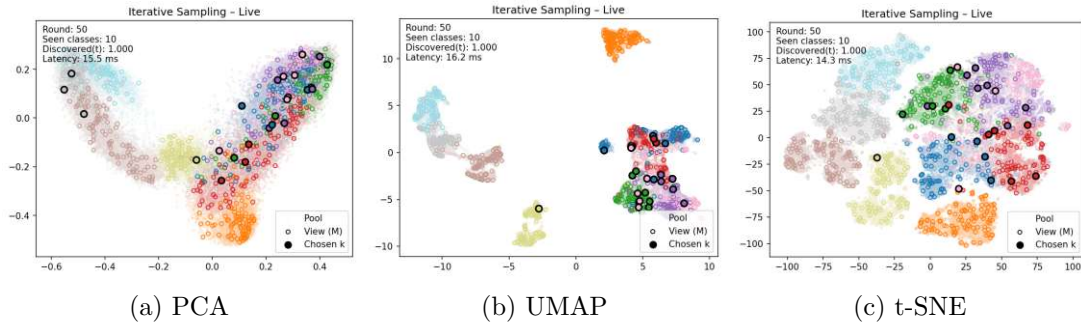 Iterative Sampling – Live
Round: 50
Seen classes: 10
Discovered(t): 1.000
Latency: 15.5 ms
0.2
0.0
−0.2
−0.4
−0.6
−0.4
−0.2
0.0
0.2
0.4
Pool
View (M)
Chosen k
(a) PCA
Iterative Sampling – Live
Round: 50
Seen classes: 10
Discovered(t): 1.000
Latency: 16.2 ms
10
5
0
−5
−10
−10
−5
0
5
10
Pool
View (M)
Chosen k
(b) UMAP
Iterative Sampling – Live
Round: 50
Seen classes: 10
Discovered(t): 1.000
Latency: 14.3 ms
75
50
25
0
−25
−50
−75
−100
−100
−75
−50
−25
0
25
50
75
100
Pool
View (M)
Chosen k
(c) t-SNE